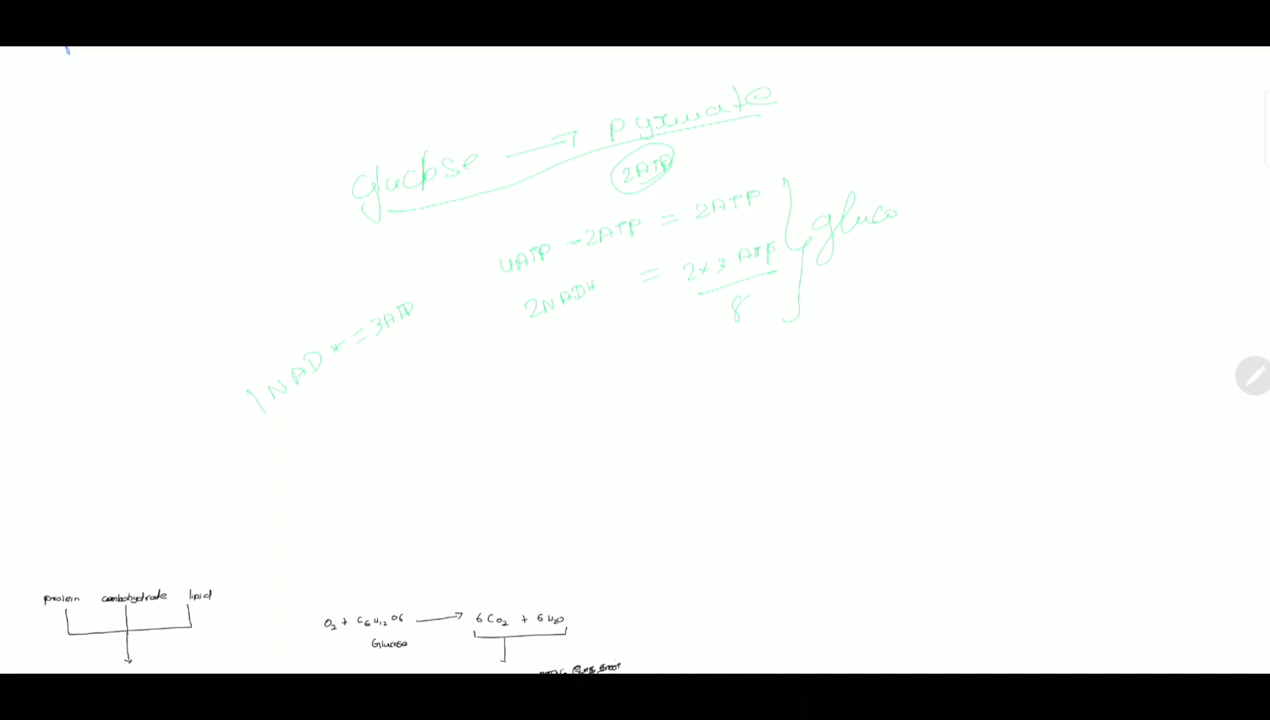 glucose → pyruvate
2ATP
4ATP - 2ATP = 2ATP
2NADH = 2×3 ATP
8
gluco
1 NADH = 3ATP
protein carbohydrate lipid
O2 + C6H12O6 → 6CO2 + 6H2O
Glucose